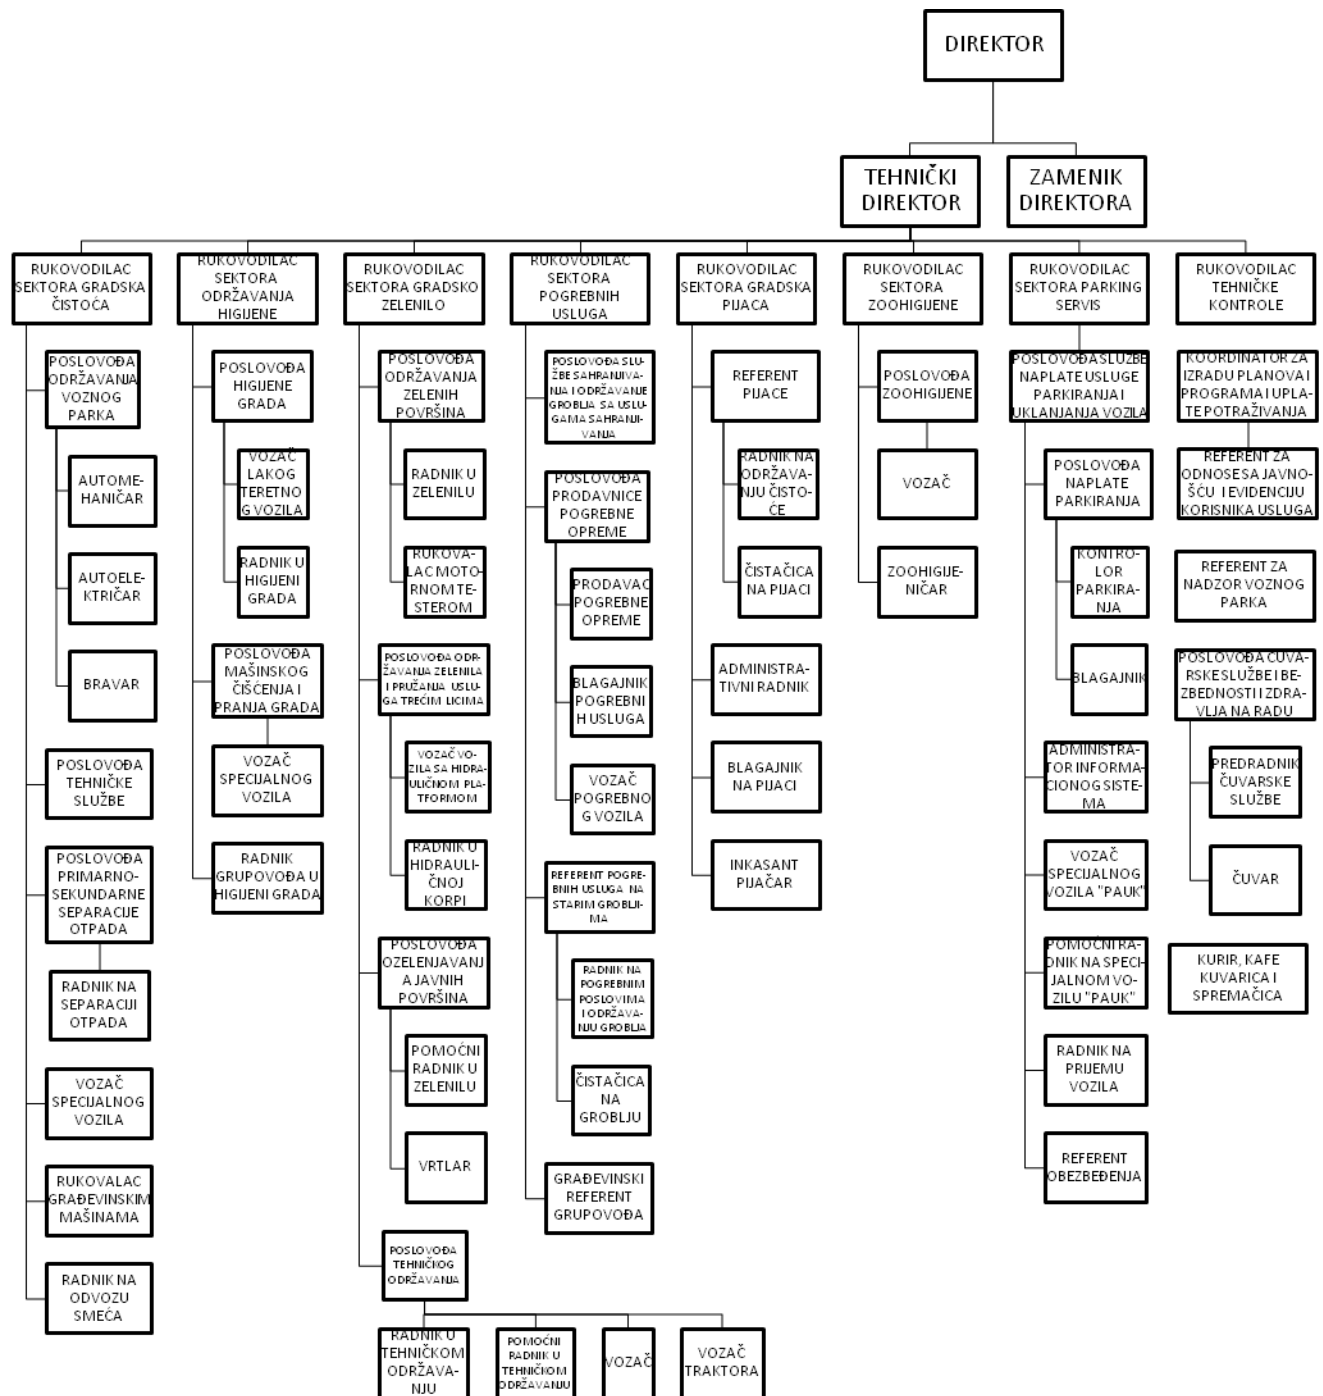 DIREKTOR
TEHNIČKI
DIREKTOR
ZAMENIK
DIREKTORA
RUKOVODILAC
SEKTORA GRADSKA
ČISTOĆA
RUKOVODILAC
SEKTORA
ODRŽAVANJA
HIGIJENE
RUKOVODILAC
SEKTORA GRADSKO
ZELENILO
RUKOVODILAC
SEKTORA
POGREBNIH
USLUGA
RUKOVODILAC
SEKTORA GRADSKA
PIJACA
RUKOVODILAC
SEKTORA
ZOOHIGIJENE
RUKOVODILAC
SEKTORA PARKING
SERVIS
RUKOVODILAC
TEHNIČKE
KONTROLE
POSLOVOĐA
ODRŽAVANJA
VOZNOG
PARKA
AUTOME-
HANIČAR
AUTOELE-
KTRIČAR
BRAVAR
POSLOVOĐA
TEHNIČKE
SLUŽBE
POSLOVOĐA
PRIMARNO-
SEKUNDARNE
SEPARACIJE
OTPADA
RADNIK NA
SEPARACIJI
OTPADA
VOZAČ
SPECIJALNOG
VOZILA
RUKOVALAC
GRAĐEVINSKIM
MAŠINAMA
RADNIK NA
ODVOZU
SMEĆA
POSLOVOĐA
HIGIJENE
GRADA
VOZAČ
LAKOG
TERETNO
G VOZILA
RADNIK U
HIGIJENI
GRADA
POSLOVOĐA
MAŠINSKOG
ČIŠĆENJA I
PRANJA GRADA
VOZAČ
SPECIJALNOG
VOZILA
RADNIK
GRUPOVOĐA U
HIGIJENI GRADA
POSLOVOĐA
ODRŽAVANJA
ZELENIH
POVRŠINA
RADNIK U
ZELENILU
RUKOVA-
LAC MOTO-
RNOM TE-
STEROM
POSLOVOĐA ODR-
ŽAVANJA ZELENILA
I PRUŽANJA USLU-
GA TREĆIM LICIMA
VOZAČ VO-
ZILA SA HIDRA-
ULIČNOM PLA-
TFORMOM
RADNIK U
HIDRAULI-
ČNOJ
KORPI
POSLOVOĐA
OZELENJAVANJ
A JAVNIH
POVRŠINA
POMOĆNI
RADNIK U
ZELENILU
VRTLAR
POSLOVOĐA
TEHNIČKOG
ODRŽAVANJA
RADNIK U
TEHNIČKOM
ODRŽAVA-
NJU
POMOĆNI
RADNIK U
TEHNIČKOM
ODRŽAVANJU
VOZAČ
VOZAČ
TRAKTORA
POSLOVOĐA SLU-
ŽBE SAHRANJIVA-
NJA I ODRŽAVANJE
GROBLJA SA USLU-
GAMA SAHRANJI-
VANJA
POSLOVOĐA
PRODAVNICE
POGREBNE
OPREME
PRODAVAC
POGREBNE
OPREME
BLAGAJNIK
POGREBNI
H USLUGA
VOZAČ
POGREBNO
G VOZILA
REFERENT POGRE-
BNIH USLUGA NA
STARIM GROBLJI-
MA
RADNIK NA
POGREBNIM
POSLOVIMA
I ODRŽAVA-
NJU GROBLJA
ČISTAČICA
NA
GROBLJU
GRAĐEVINSKI
REFERENT
GRUPOVOĐA
REFERENT
PIJACE
RADNIK NA
ODRŽAVA-
NJU ČISTO-
ĆE
ČISTAČICA
NA PIJACI
ADMINISTRA-
TIVNI RADNIK
BLAGAJNIK
NA PIJACI
INKASANT
PIJAČAR
POSLOVOĐA
ZOOHIGIJENE
VOZAČ
ZOOHIGIJE-
NIČAR
POSLOVOĐA SLUŽBE
NAPLATE USLUGE
PARKIRANJA I
UKLANJANJA VOZILA
POSLOVOĐA
NAPLATE
PARKIRANJA
KONTRO-
LOR
PARKIRA-
NJA
BLAGAJNIK
ADMINISTRA-
TOR INFORMA-
CIONOG SISTE-
MA
VOZAČ
SPECIJALNOG
VOZILA "PAUK"
POMOĆNI RA-
DNIK NA SPECI-
JALNOM VO-
ZILU "PAUK"
RADNIK NA
PRIJEMU
VOZILA
REFERENT
OBEZBEĐENJA
KOORDINATOR ZA
IZRADU PLANOVA I
PROGRAMA I UPLA-
TE POTRAŽIVANJA
REFERENT ZA
ODNOSE SA JAVNO-
ŠĆU I EVIDENCIJU
KORISNIKA USLUGA
REFERENT ZA
NADZOR VOZNOG
PARKA
POSLOVOĐA ČUVA-
RSKE SLUŽBE I BE-
ZBEDNOSTI I ZDRA-
VLJA NA RADU
PREDRADNIK
ČUVARSKE
SLUŽBE
ČUVAR
KURIR, KAFE
KUVARICA I
SPREMAČICA